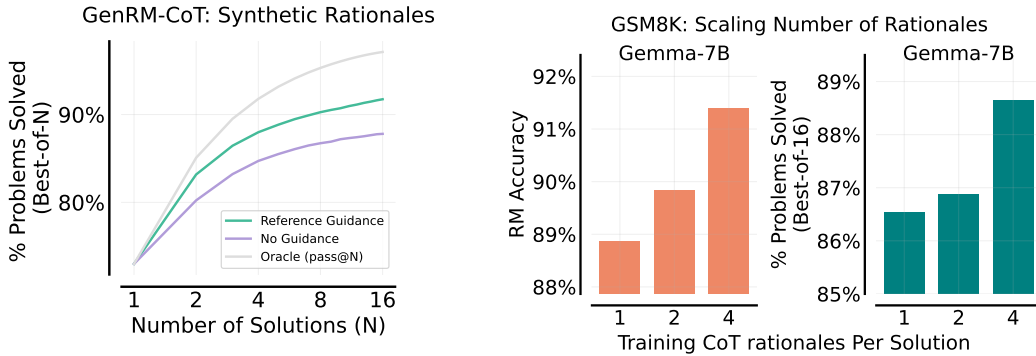 GenRM-CoT: Synthetic Rationales
% Problems Solved
(Best-of-N)
90%
80%
Reference Guidance
No Guidance
Oracle (pass@N)
1 2 4 8 16
Number of Solutions (N)
GSM8K: Scaling Number of Rationales
Gemma-7B
RM Accuracy
92%
91%
90%
89%
88%
1 2 4
Gemma-7B
% Problems Solved
(Best-of-16)
89%
88%
87%
86%
85%
1 2 4
Training CoT rationales Per Solution